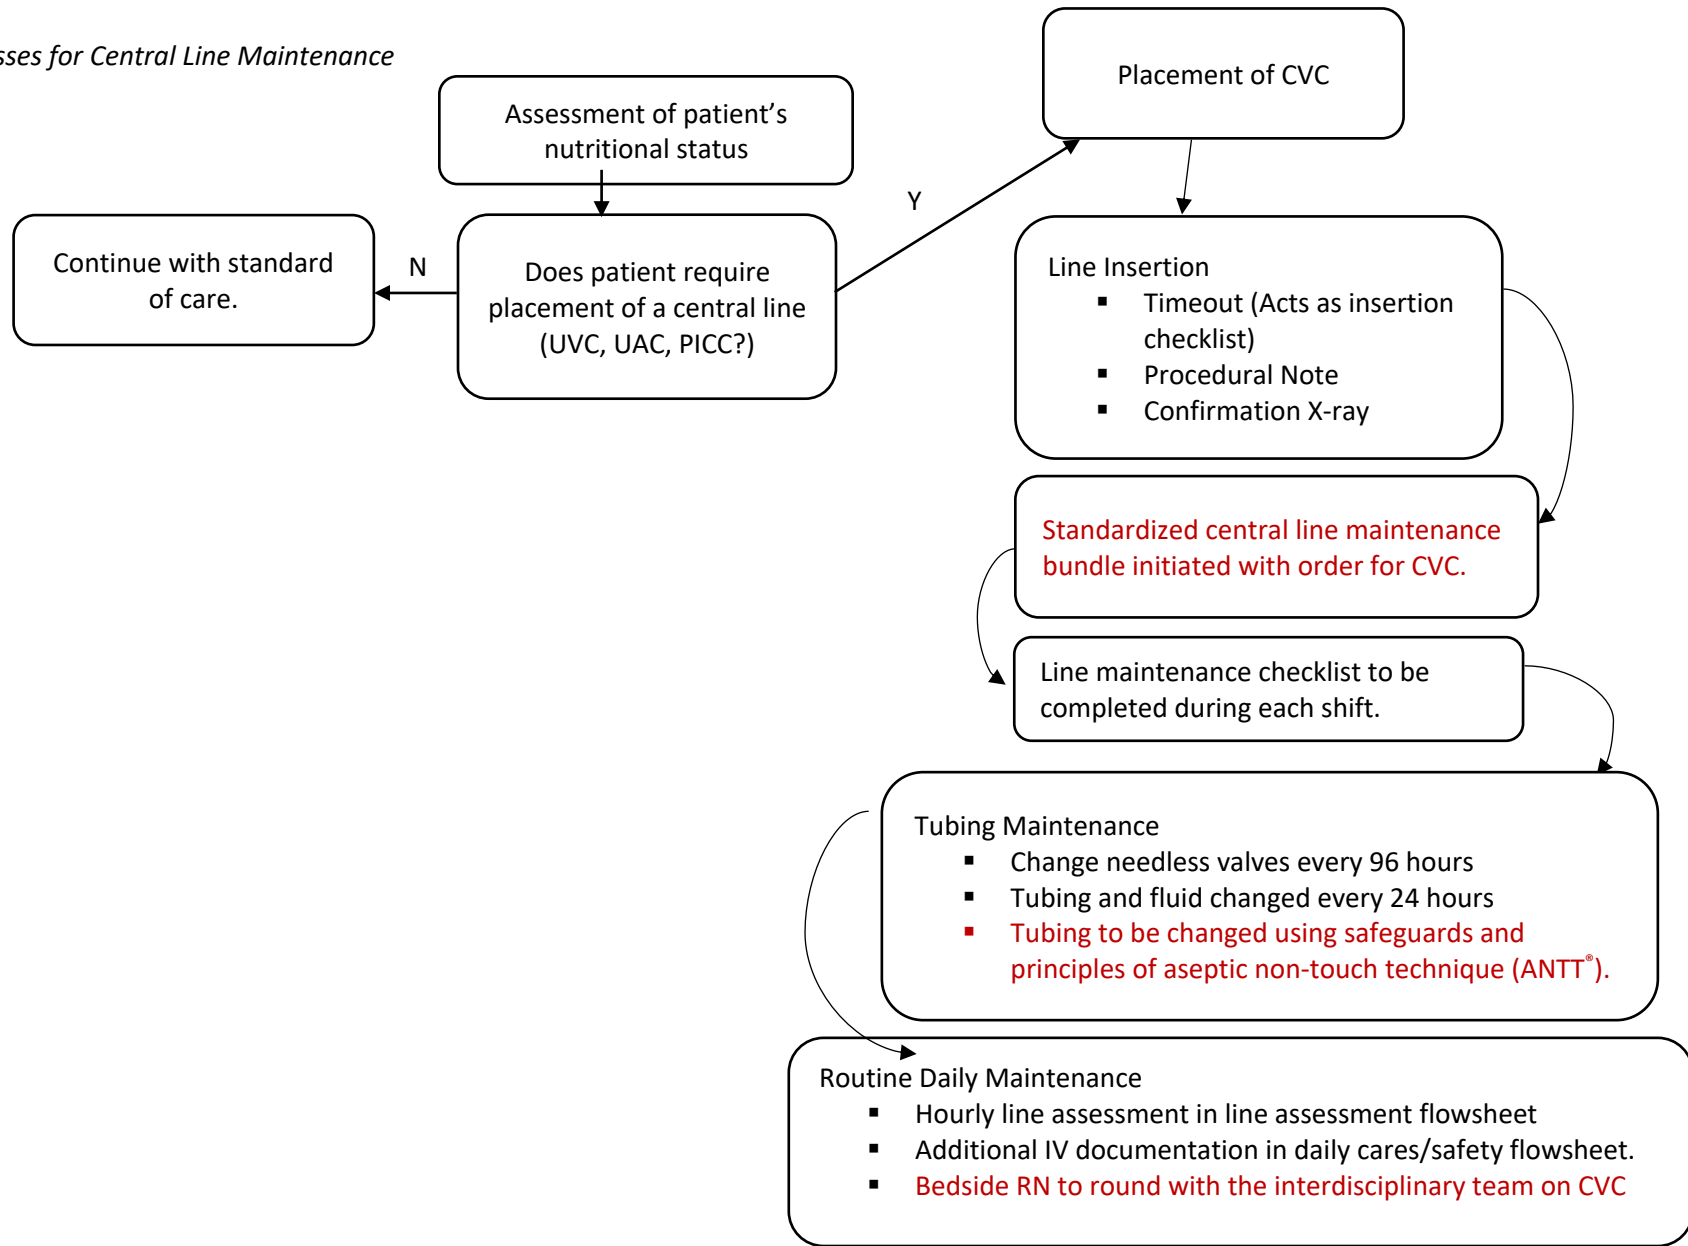 sses for Central Line Maintenance
Placement of CVC
Assessment of patient’s
nutritional status
Y
Continue with standard
of care.
N
Does patient require
placement of a central line
(UVC, UAC, PICC?)
Line Insertion
▪ Timeout (Acts as insertion
checklist)
▪ Procedural Note
▪ Confirmation X-ray
Standardized central line maintenance
bundle initiated with order for CVC.
Line maintenance checklist to be
completed during each shift.
Tubing Maintenance
▪ Change needless valves every 96 hours
▪ Tubing and fluid changed every 24 hours
▪ Tubing to be changed using safeguards and
principles of aseptic non-touch technique (ANTT®).
Routine Daily Maintenance
▪ Hourly line assessment in line assessment flowsheet
▪ Additional IV documentation in daily cares/safety flowsheet.
▪ Bedside RN to round with the interdisciplinary team on CVC